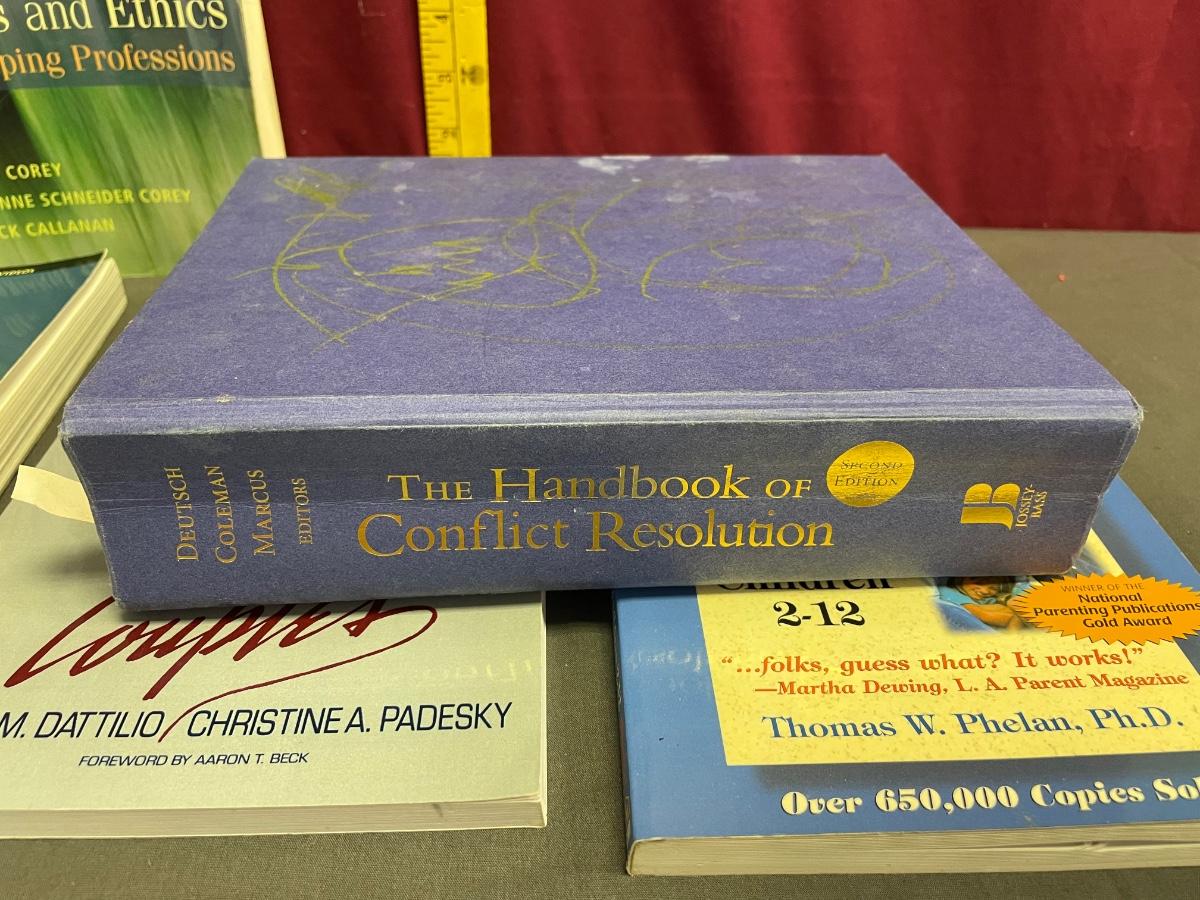 s and Ethics
ping Professions
COREY
NNE SCHNEIDER COREY
CK CALLANAN
DEUTSCH
COLEMAN
MARCUS
EDITORS
THE Handbook OF
Conflict Resolution
SECOND
EDITION
JB
JOSSEY-
BASS
Couples
M. DATTILIO/CHRISTINE A. PADESKY
FOREWORD BY AARON T. BECK
Children
2-12
WINNER OF THE
National
Parenting Publications
Gold Award
"...folks, guess what? It works!"
—Martha Dewing, L. A. Parent Magazine
Thomas W. Phelan, Ph.D.
Over 650,000 Copies Sol